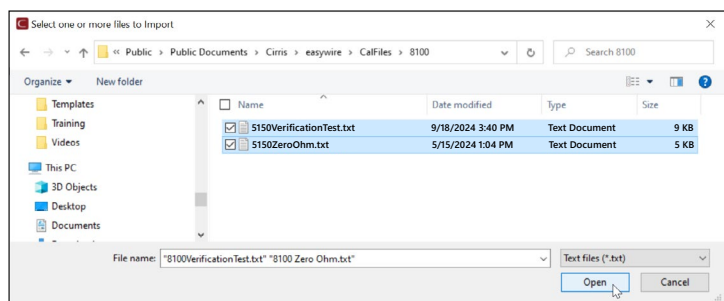 Select one or more files to Import
« Public > Public Documents > Cirris > easywire > CalFiles > 8100
Search 8100
Organize New folder
Templates
Training
Videos
This PC
3D Objects
Desktop
Documents
Name Date modified Type Size
5150VerificationTest.txt 9/18/2024 3:40 PM Text Document 9 KB
5150ZeroOhm.txt 5/15/2024 1:04 PM Text Document 5 KB
File name: "8100VerificationTest.txt" "8100 Zero Ohm.txt" Text files (*.txt)
Open Cancel